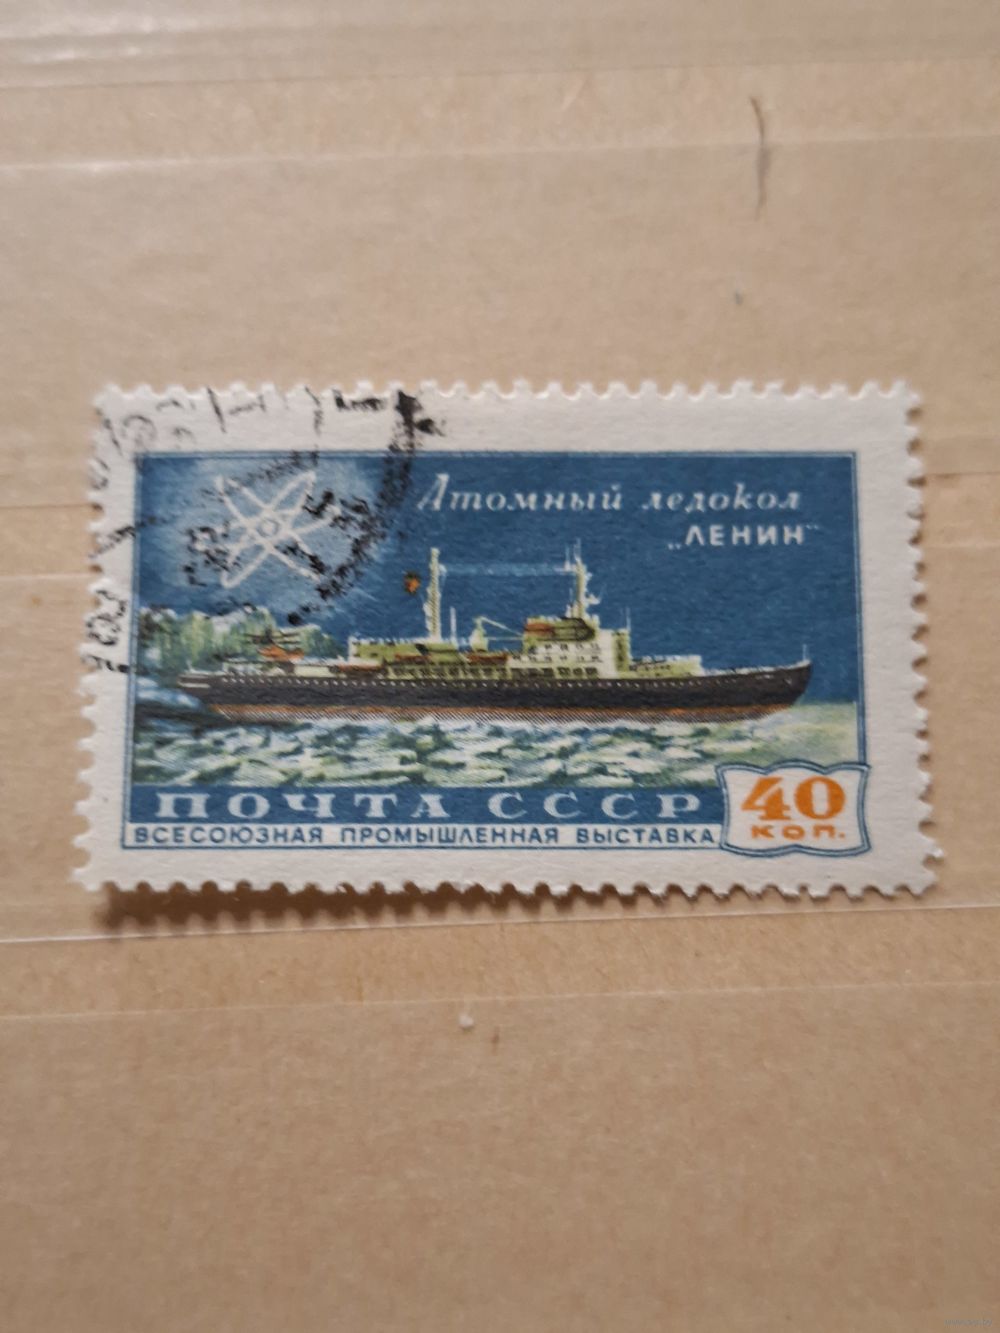 Атомный ледокол
„ЛЕНИН"
ПОЧТА СССР
40
КОП.
ВСЕСОЮЗНАЯ ПРОМЫШЛЕННАЯ ВЫСТАВКА